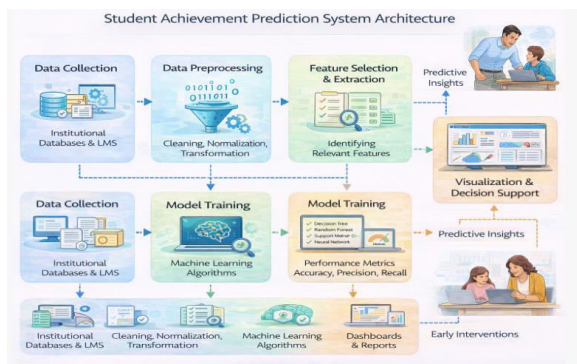 Student Achievement Prediction System Architecture
Data Collection
Institutional
Databases & LMS
Data Preprocessing
0101101
011011
Cleaning, Normalization,
Transformation
Feature Selection
& Extraction
Identifying
Relevant Features
Predictive
Insights
Visualization &
Decision Support
Data Collection
Institutional
Databases & LMS
Model Training
Machine Learning
Algorithms
Model Training
Decision Tree
Random Forest
Support
Neural Network
Performance Metrics
Accuracy, Precision, Recall
Predictive Insights
Institutional
Databases & LMS
Cleaning, Normalization,
Transformation
Machine Learning
Algorithms
Dashboards
& Reports
Early Interventions